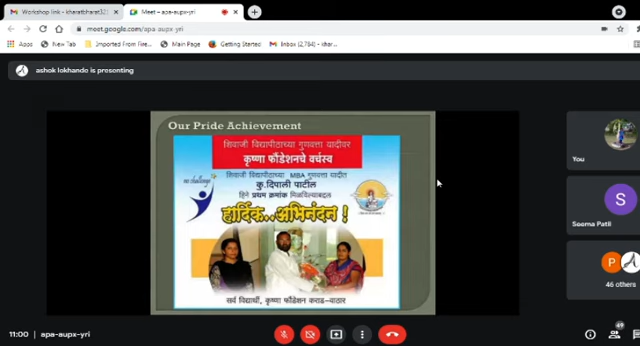 Workshop link - kharatbharat32
Meet – apa-aupx-yri
meet.google.com/apa-aupx-yri
Apps
New Tab
Imported From Fire...
Main Page
Getting Started
Inbox (2,784) - khar...
ashok lokhande is presenting
Our Pride Achievement
शिवाजी विद्यापीठाच्या गुणवत्ता यादीवर
कृष्णा फौंडेशनचे वर्चस्व
शिवाजी विद्यापीठाच्या MBA गुणवत्ता यादीत
कु.दिपाली पाटील
हिने प्रथम क्रमांक मिळविल्याबद्दल
हार्दिक..अभिनंदन !
सर्व विद्यार्थी, कृष्णा फौंडेशन कराड-वाठार
You
S
Seema Patil
P
46 others
11:00 | apa-aupx-yri
49